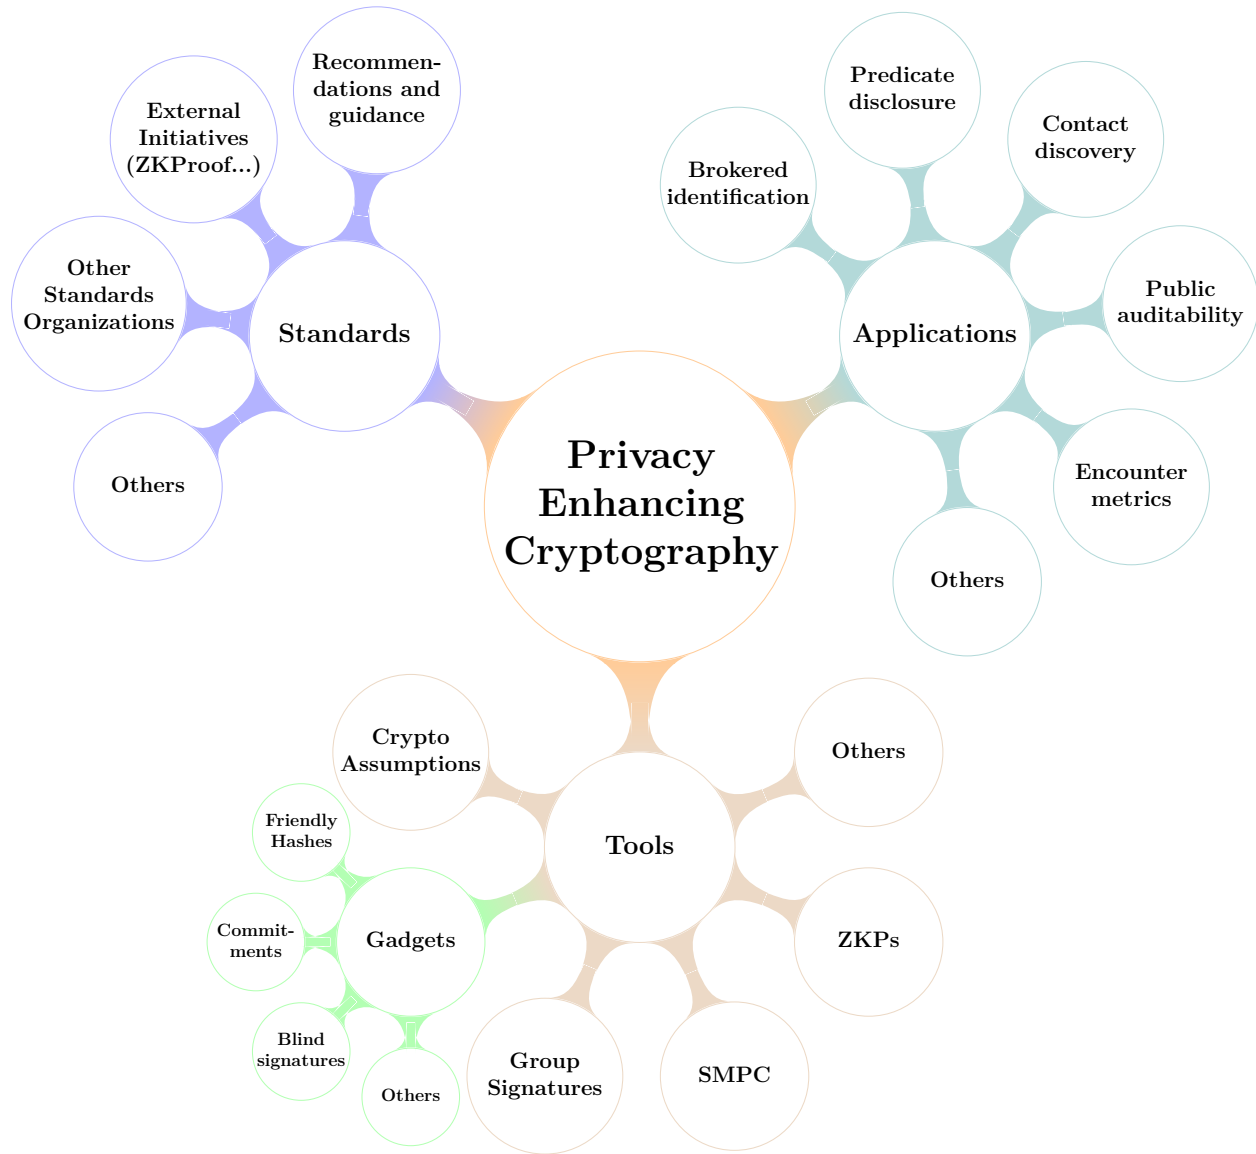 Recommen-
dations and
guidance
External
Initiatives
(ZKProof...)
Other
Standards
Organizations
Others
Standards
Predicate
disclosure
Contact
discovery
Brokered
identification
Public
auditability
Applications
Encounter
metrics
Others
Privacy
Enhancing
Cryptography
Crypto
Assumptions
Others
Tools
Friendly
Hashes
Commit-
ments
Gadgets
Blind
signatures
Others
Group
Signatures
SMPC
ZKPs